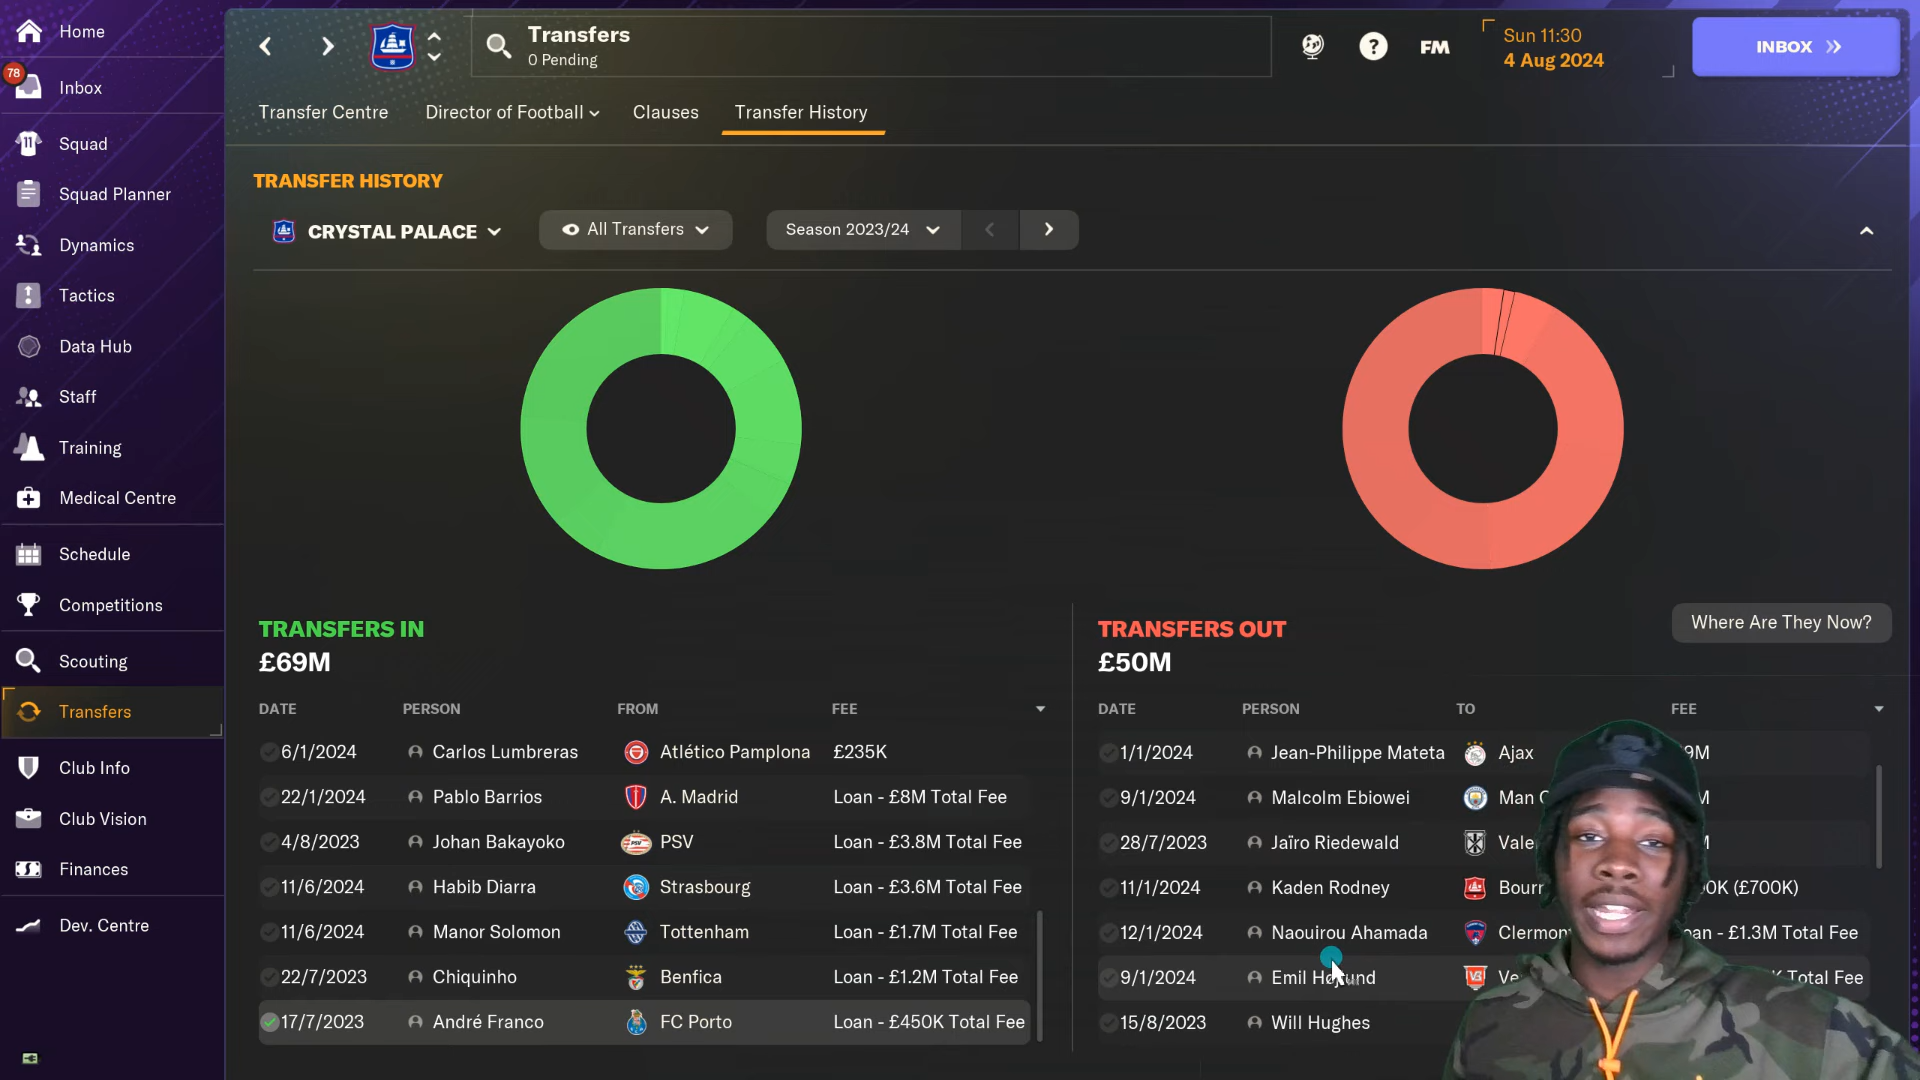 Home
78
Inbox
Squad
Squad Planner
Dynamics
Tactics
Data Hub
Staff
Training
Medical Centre
Schedule
Competitions
Scouting
Transfers
Club Info
Club Vision
Finances
Dev. Centre
Transfers
0 Pending
?
FM
Sun 11:30
4 Aug 2024
INBOX
Transfer Centre Director of Football Clauses Transfer History
TRANSFER HISTORY
CRYSTAL PALACE All Transfers Season 2023/24
TRANSFERS IN
£69M
DATE PERSON FROM FEE
6/1/2024 Carlos Lumbreras Atlético Pamplona £235K
22/1/2024 Pablo Barrios A. Madrid Loan - £8M Total Fee
4/8/2023 Johan Bakayoko PSV Loan - £3.8M Total Fee
11/6/2024 Habib Diarra Strasbourg Loan - £3.6M Total Fee
11/6/2024 Manor Solomon Tottenham Loan - £1.7M Total Fee
22/7/2023 Chiquinho Benfica Loan - £1.2M Total Fee
17/7/2023 André Franco FC Porto Loan - £450K Total Fee
TRANSFERS OUT
£50M
Where Are They Now?
DATE PERSON TO FEE
1/1/2024 Jean-Philippe Mateta Ajax
9/1/2024 Malcolm Ebiowei Man
28/7/2023 Jaïro Riedewald
11/1/2024 Kaden Rodney (£700K)
12/1/2024 Naouirou Ahamada - £1.3M Total Fee
9/1/2024 Emil Total Fee
15/8/2023 Will Hughes